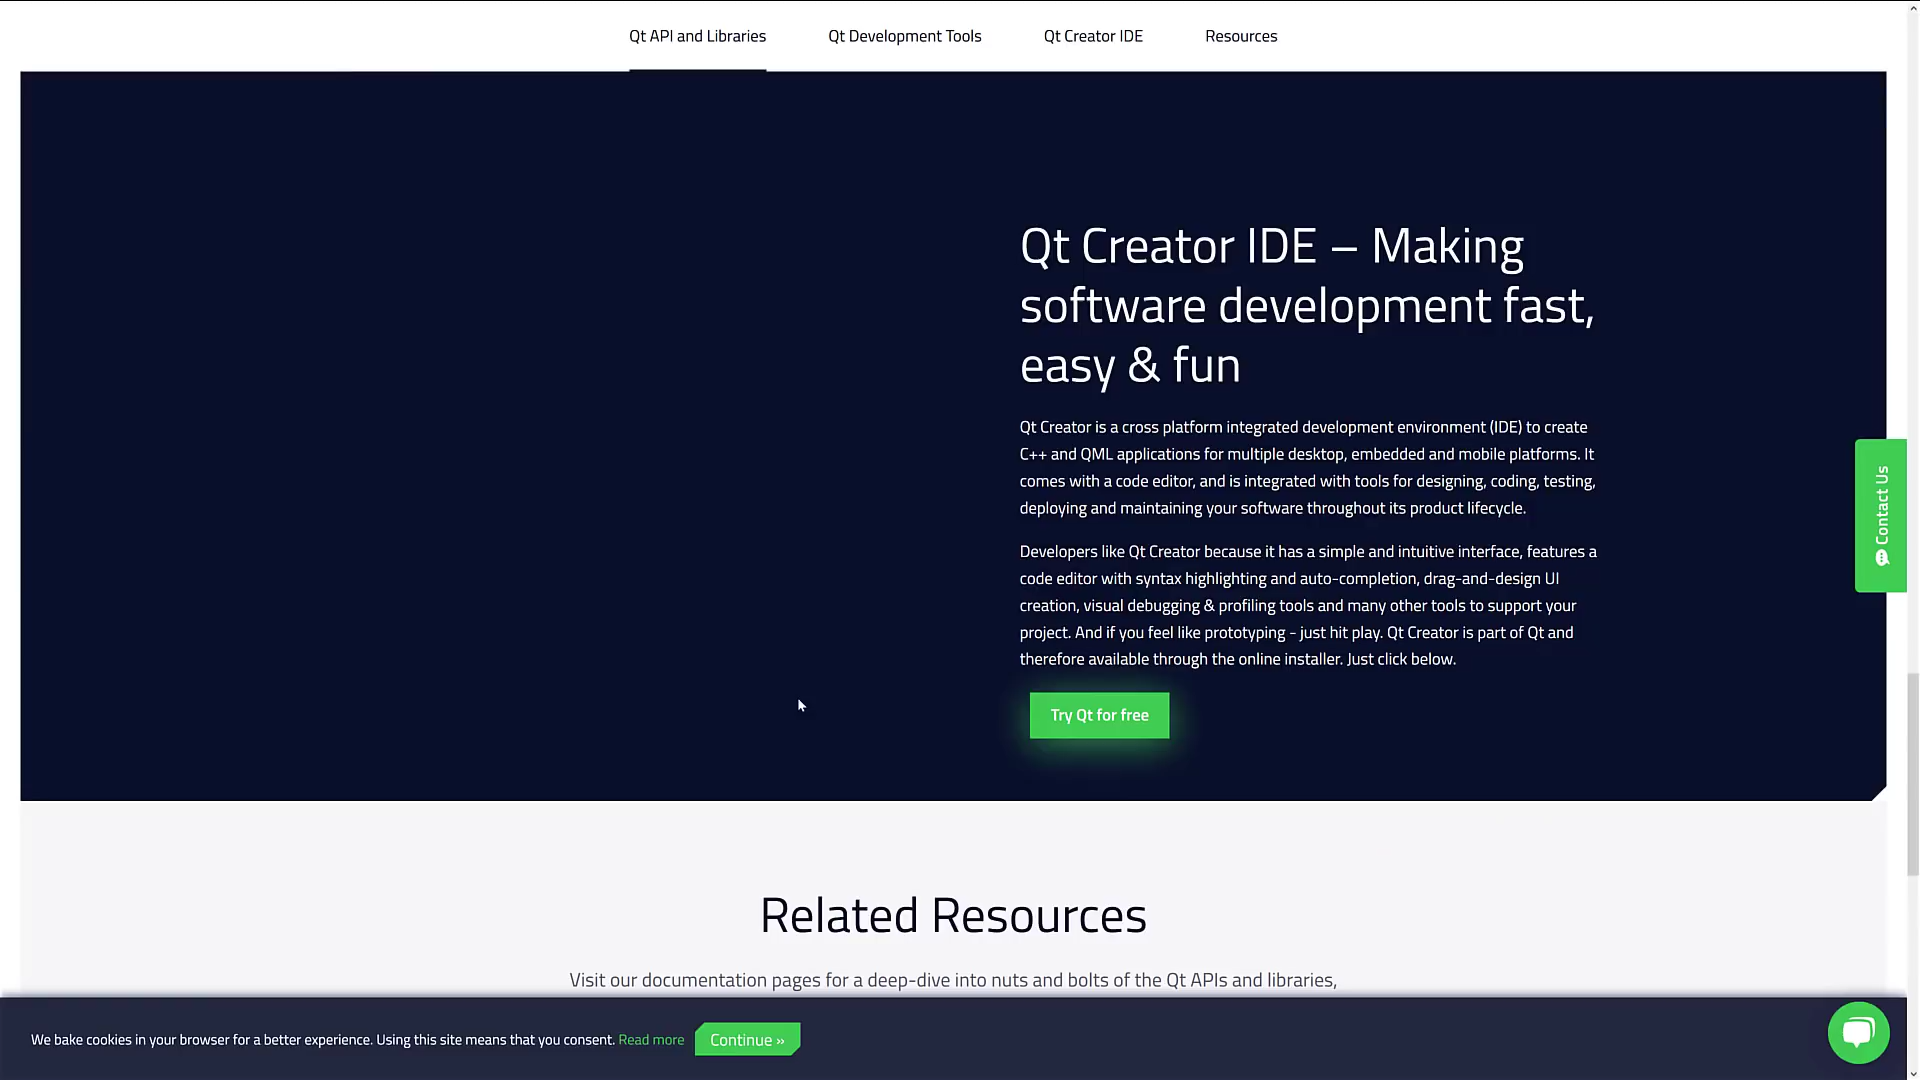 Qt API and Libraries
Qt Development Tools
Qt Creator IDE
Resources
Qt Creator IDE – Making
software development fast,
easy & fun
Qt Creator is a cross platform integrated development environment (IDE) to create
C++ and QML applications for multiple desktop, embedded and mobile platforms. It
comes with a code editor, and is integrated with tools for designing, coding, testing,
deploying and maintaining your software throughout its product lifecycle.
Developers like Qt Creator because it has a simple and intuitive interface, features a
code editor with syntax highlighting and auto-completion, drag-and-design UI
creation, visual debugging & profiling tools and many other tools to support your
project. And if you feel like prototyping - just hit play. Qt Creator is part of Qt and
therefore available through the online installer. Just click below.
Try Qt for free
Contact Us
Related Resources
Visit our documentation pages for a deep-dive into nuts and bolts of the Qt APIs and libraries,
We bake cookies in your browser for a better experience. Using this site means that you consent. Read more
Continue »